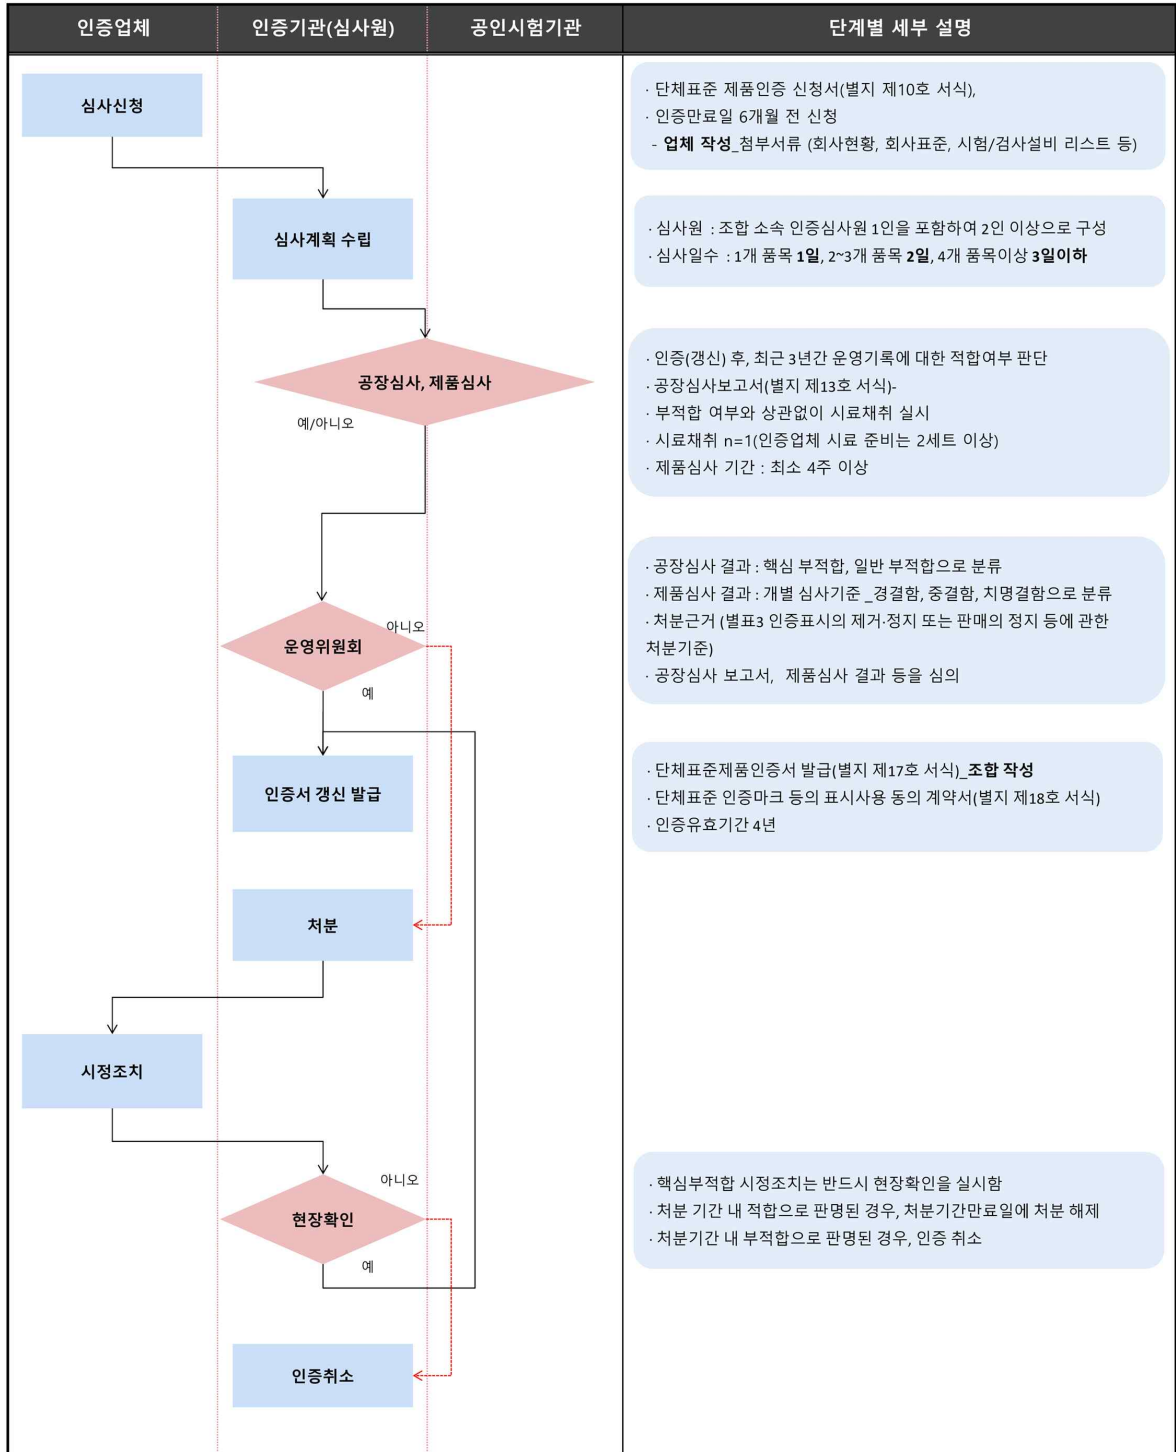 인증업체
인증기관(심사원)
공인시험기관
단계별 세부 설명
심사신청
· 단체표준 제품인증 신청서(별지 제10호 서식),
· 인증만료일 6개월 전 신청
- 업체 작성_첨부서류 (회사현황, 회사표준, 시험/검사설비 리스트 등)
심사계획 수립
· 심사원 : 조합 소속 인증심사원 1인을 포함하여 2인 이상으로 구성
· 심사일수 : 1개 품목 1일, 2~3개 품목 2일, 4개 품목이상 3일이하
공장심사, 제품심사
예/아니오
· 인증(갱신) 후, 최근 3년간 운영기록에 대한 적합여부 판단
· 공장심사보고서(별지 제13호 서식)-
· 부적합 여부와 상관없이 시료채취 실시
· 시료채취 n=1(인증업체 시료 준비는 2세트 이상)
· 제품심사 기간 : 최소 4주 이상
운영위원회
아니오
예
· 공장심사 결과 : 핵심 부적합, 일반 부적합으로 분류
· 제품심사 결과 : 개별 심사기준 _경결함, 중결함, 치명결함으로 분류
· 처분근거 (별표3 인증표시의 제거·정지 또는 판매의 정지 등에 관한
처분기준)
· 공장심사 보고서, 제품심사 결과 등을 심의
인증서 갱신 발급
· 단체표준제품인증서 발급(별지 제17호 서식)_조합 작성
· 단체표준 인증마크 등의 표시사용 동의 계약서(별지 제18호 서식)
· 인증유효기간 4년
처분
시정조치
현장확인
아니오
예
· 핵심부적합 시정조치는 반드시 현장확인을 실시함
· 처분 기간 내 적합으로 판명된 경우, 처분기간만료일에 처분 해제
· 처분기간 내 부적합으로 판명된 경우, 인증 취소
인증취소